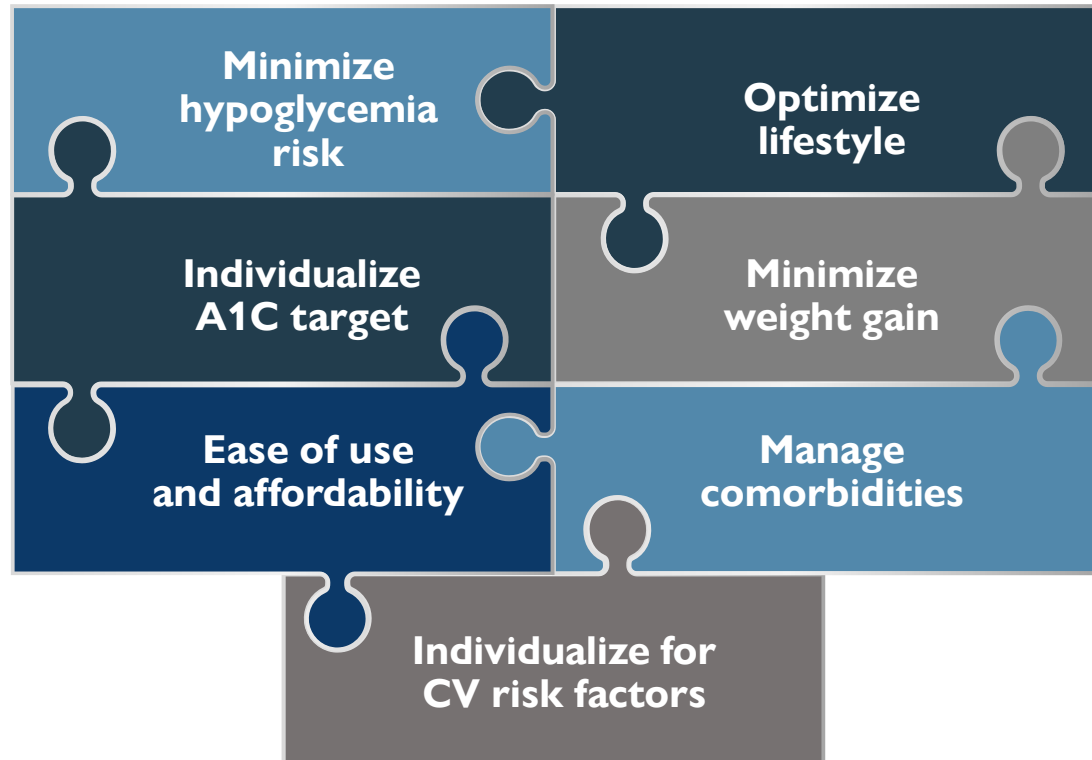 Minimize
hypoglycemia
risk
Optimize
lifestyle
Individualize
A1C target
Minimize
weight gain
Ease of use
and affordability
Manage
comorbidities
Individualize for
CV risk factors